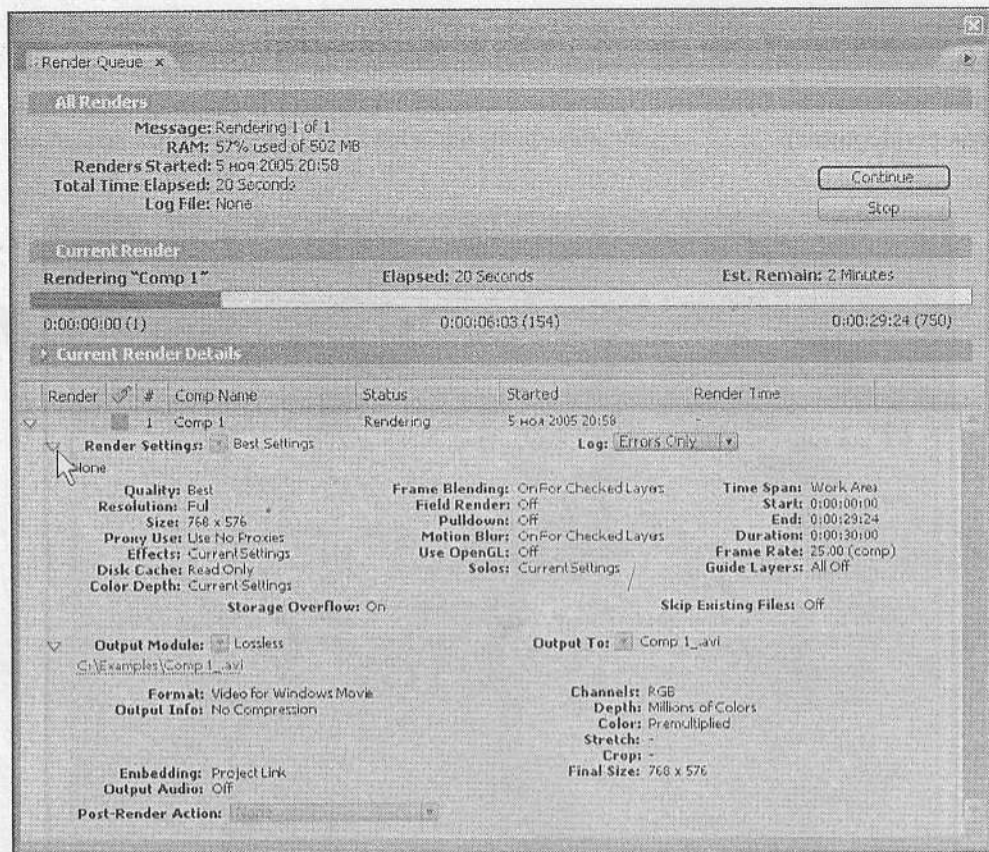 Render Queue
All Renders
Message: Rendering 1 of 1
RAM: 57% used of 502 MB
Renders Started: 5 ноя 2005 20:58
Total Time Elapsed: 20 Seconds
Log File: None
Continue
Stop
Current Render
Rendering "Comp 1" Elapsed: 20 Seconds Est. Remain: 2 Minutes
0:00:00:00 (1) 0:00:06:03 (154) 0:00:29:24 (750)
Current Render Details
Render # Comp Name Status Started Render Time
1 Comp 1 Rendering 5 ноя 2005 20:58 -
Render Settings: Best Settings Log: Errors Only
lone
Quality: Best Frame Blending: On For Checked Layers Time Span: Work Area
Resolution: Full Field Render: Off Start: 0:00:00:00
Size: 768 x 576 Pulldown: Off End: 0:00:29:24
Proxy Use: Use No Proxies Motion Blur: On For Checked Layers Duration: 0:00:30:00
Effects: Current Settings Use OpenGL: Off Frame Rate: 25.00 (comp)
Disk Cache: Read Only Solos: Current Settings Guide Layers: All Off
Color Depth: Current Settings
Storage Overflow: On Skip Existing Files: Off
Output Module: Lossless Output To: Comp 1_.avi
C:\Examples\Comp 1_.avi
Format: Video for Windows Movie Channels: RGB
Output Info: No Compression Depth: Millions of Colors
Color: Premultiplied
Stretch: -
Crop: -
Embedding: Project Link Final Size: 768 x 576
Output Audio: Off
Post-Render Action: None